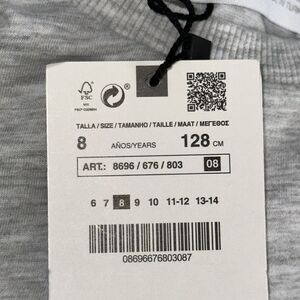 FSC
TALLA / SIZE / TAMANHO / TAILLE / MAAT / ΜΕΓΕΘΟΣ
8 AÑOS/YEARS 128 CM
ART.: 8696 / 676 / 803 08
6 7 8 9 10 11-12 13-14
08696676803087